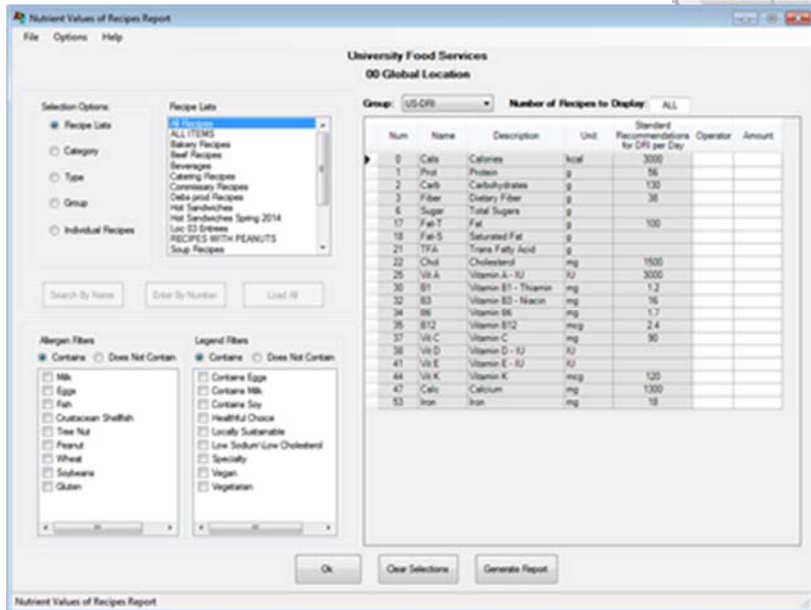 Nutrient Values of Recipes Report
File Options Help
University Food Services
00 Global Location
Selection Options:
Recipe Lists
Category
Type
Group
Individual Recipes
Recipe Lists
All Recipes
ALL ITEMS
Bakery Recipes
Beef Recipes
Beverages
Catering Recipes
Commissary Recipes
Debs prod Recipes
Hot Sandwiches
Hot Sandwiches Spring 2014
Loc 03 Entrees
RECIPES WITH PEANUTS
Soup Recipes
Search By Name Enter By Number Load All
Allergen Filters
Contains Does Not Contain
Milk
Eggs
Fish
Crustacean Shellfish
Tree Nut
Peanut
Wheat
Soybeans
Gluten
Legend Filters
Contains Does Not Contain
Contains Eggs
Contains Milk
Contains Soy
Healthful Choice
Locally Sustainable
Low Sodium\Low Cholesterol
Specialty
Vegan
Vegetarian
Group: US-DRI Number of Recipes to Display: ALL
Num Name Description Unit Standard Recommendations for DRI per Day Operator Amount
0 Cals Calories kcal 3000
1 Prot Protein g 56
2 Carb Carbohydrates g 130
3 Fiber Dietary Fiber g 38
6 Sugar Total Sugars g
17 Fat-T Fat g 100
18 Fat-S Saturated Fat g
21 TFA Trans Fatty Acid g
22 Chol Cholesterol mg 1500
25 Vit A Vitamin A - IU IU 3000
30 B1 Vitamin B1 - Thiamin mg 1.2
32 B3 Vitamin B3 - Niacin mg 16
34 B6 Vitamin B6 mg 1.7
35 B12 Vitamin B12 mcg 2.4
37 Vit C Vitamin C mg 90
38 Vit D Vitamin D - IU IU
41 Vit E Vitamin E - IU IU
44 Vit K Vitamin K mcg 120
47 Calc Calcium mg 1300
53 Iron Iron mg 18
Ok Clear Selections Generate Report
Nutrient Values of Recipes Report